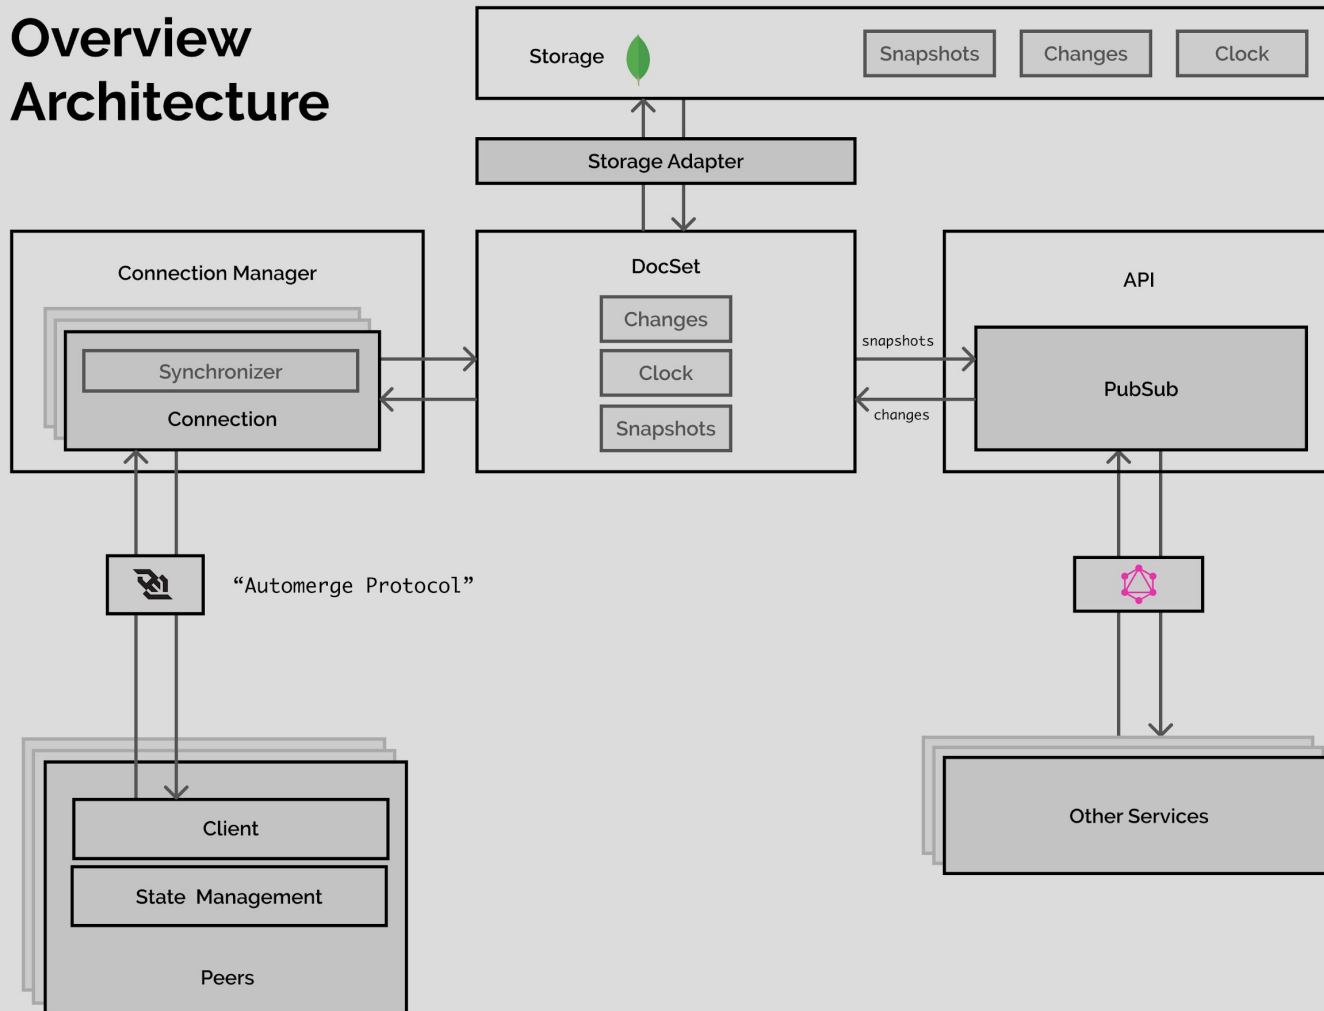 Overview
Architecture
Storage
Snapshots
Changes
Clock
Storage Adapter
Connection Manager
Synchronizer
Connection
DocSet
Changes
Clock
Snapshots
snapshots
changes
API
PubSub
“Automerge Protocol”
Client
State Management
Peers
Other Services